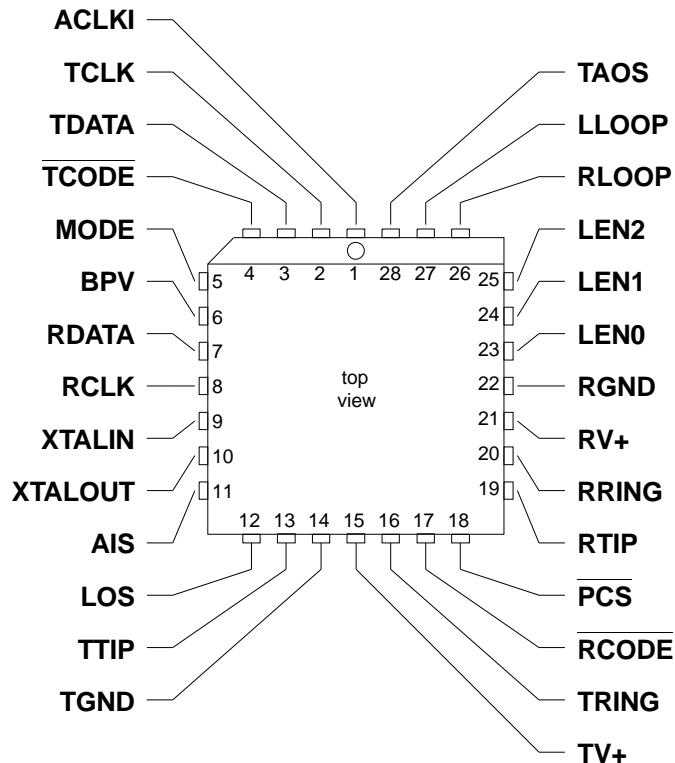 ACLKI
TCLK
TDATA
TCODE
MODE
BPV
RDATA
RCLK
XTALIN
XTALOUT
AIS
LOS
TTIP
TGND
4 3 2 1 28 27 26
5
6
7
8
9
10
11
top
view
25
24
23
22
21
20
19
12 13 14 15 16 17 18
TAOS
LLOOP
RLOOP
LEN2
LEN1
LEN0
RGND
RV+
RRING
RTIP
PCS
RCODE
TRING
TV+